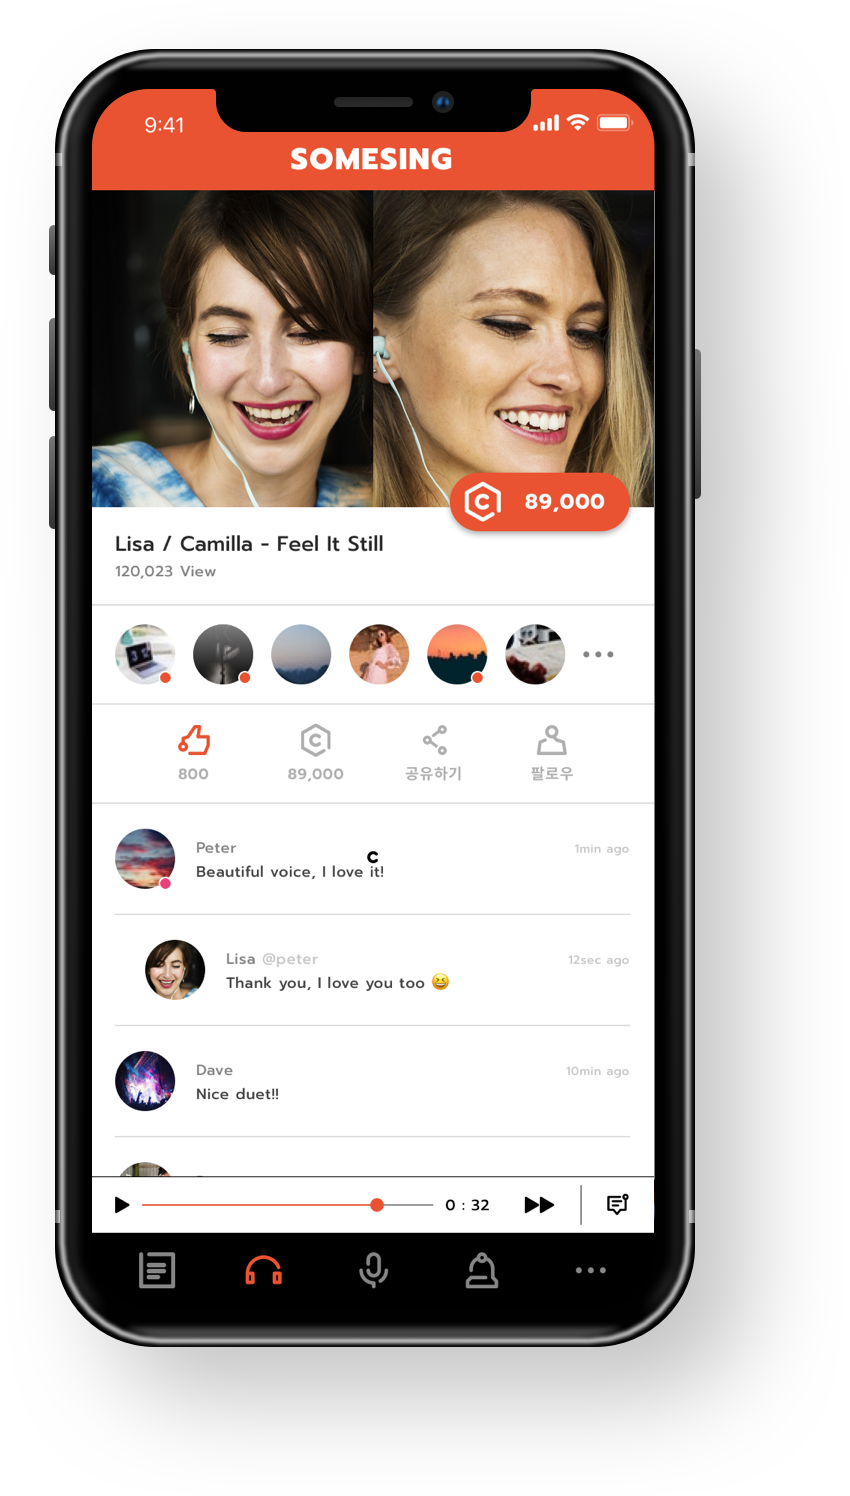 9:41
SOMESING
C 89,000
Lisa / Camilla - Feel It Still
120,023 View
800
C
89,000
공유하기
팔로우
Peter
1min ago
C
Beautiful voice, I love it!
Lisa @peter
12sec ago
Thank you, I love you too 😆
Dave
10min ago
Nice duet!!
0 : 32